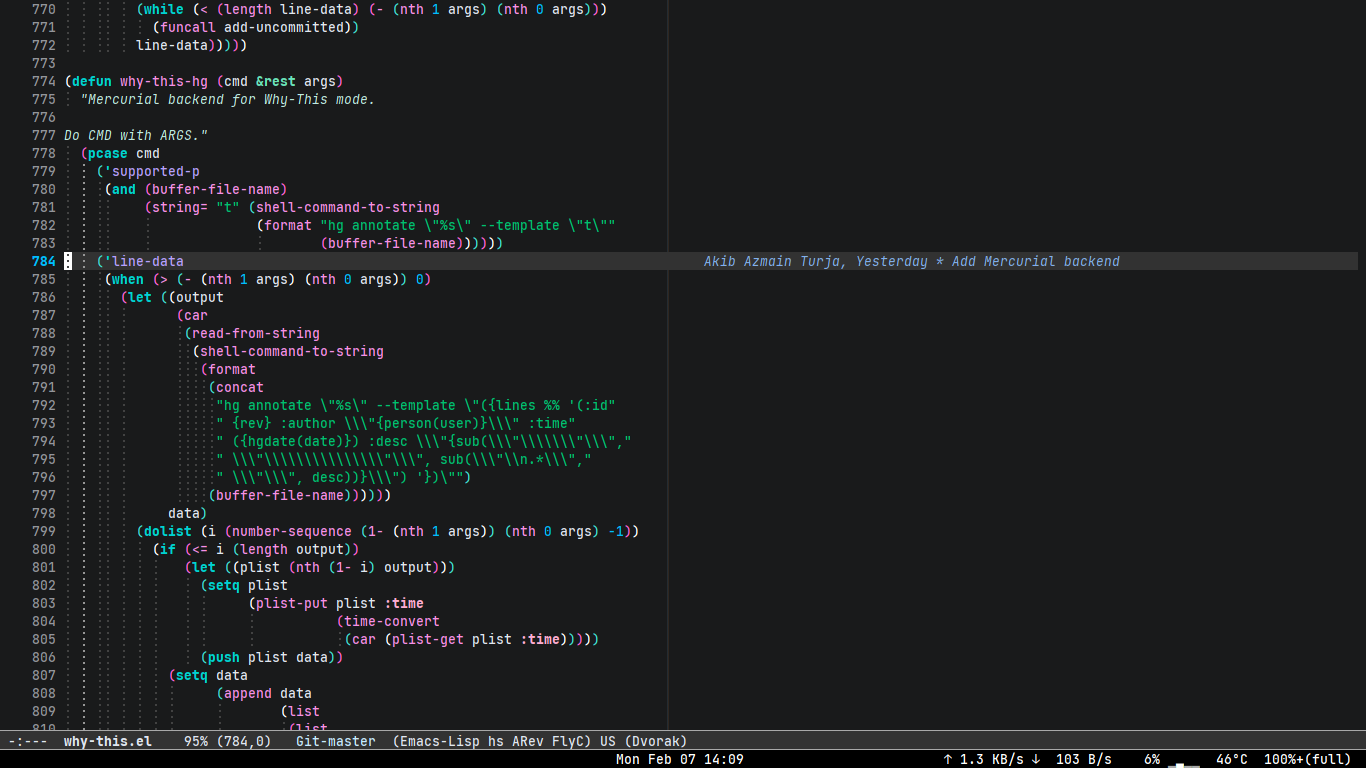 770         (while (< (length line-data) (- (nth 1 args) (nth 0 args)))
771           (funcall add-uncommitted))
772         line-data)))))
773
774 (defun why-this-hg (cmd &rest args)
775   "Mercurial backend for Why-This mode.
776
777 Do CMD with ARGS."
778   (pcase cmd
779     ('supported-p
780      (and (buffer-file-name)
781           (string= "t" (shell-command-to-string
782                         (format "hg annotate \"%s\" --template \"t\""
783                                 (buffer-file-name))))))
784     ('line-data Akib Azmain Turja, Yesterday * Add Mercurial backend
785      (when (> (- (nth 1 args) (nth 0 args)) 0)
786        (let ((output
787               (car
788                (read-from-string
789                 (shell-command-to-string
790                  (format
791                   (concat
792                    "hg annotate \"%s\" --template \"({lines %% '(:id"
793                    " {rev} :author \\\"{person(user)}\\\" :time"
794                    " ({hgdate(date)}) :desc \\\"{sub(\\\"\\\\\\\"\\\","
795                    " \\\"\\\\\\\\\\\\\\\"\\\", sub(\\\"\\n.*\\\","
796                    " \\\"\\\", desc))}\\\") '})\"")
797                   (buffer-file-name))))))
798              data)
799          (dolist (i (number-sequence (1- (nth 1 args)) (nth 0 args) -1))
800            (if (<= i (length output))
801                (let ((plist (nth (1- i) output)))
802                  (setq plist
803                        (plist-put plist :time
804                                   (time-convert
805                                    (car (plist-get plist :time)))))
806                  (push plist data))
807              (setq data
808                    (append data
809                            (list
810                             (list
-:---  why-this.el    95% (784,0)   Git-master  (Emacs-Lisp hs ARev FlyC) US (Dvorak)
Mon Feb 07 14:09 ↑ 1.3 KB/s ↓ 103 B/s 6% 46°C 100%+(full)